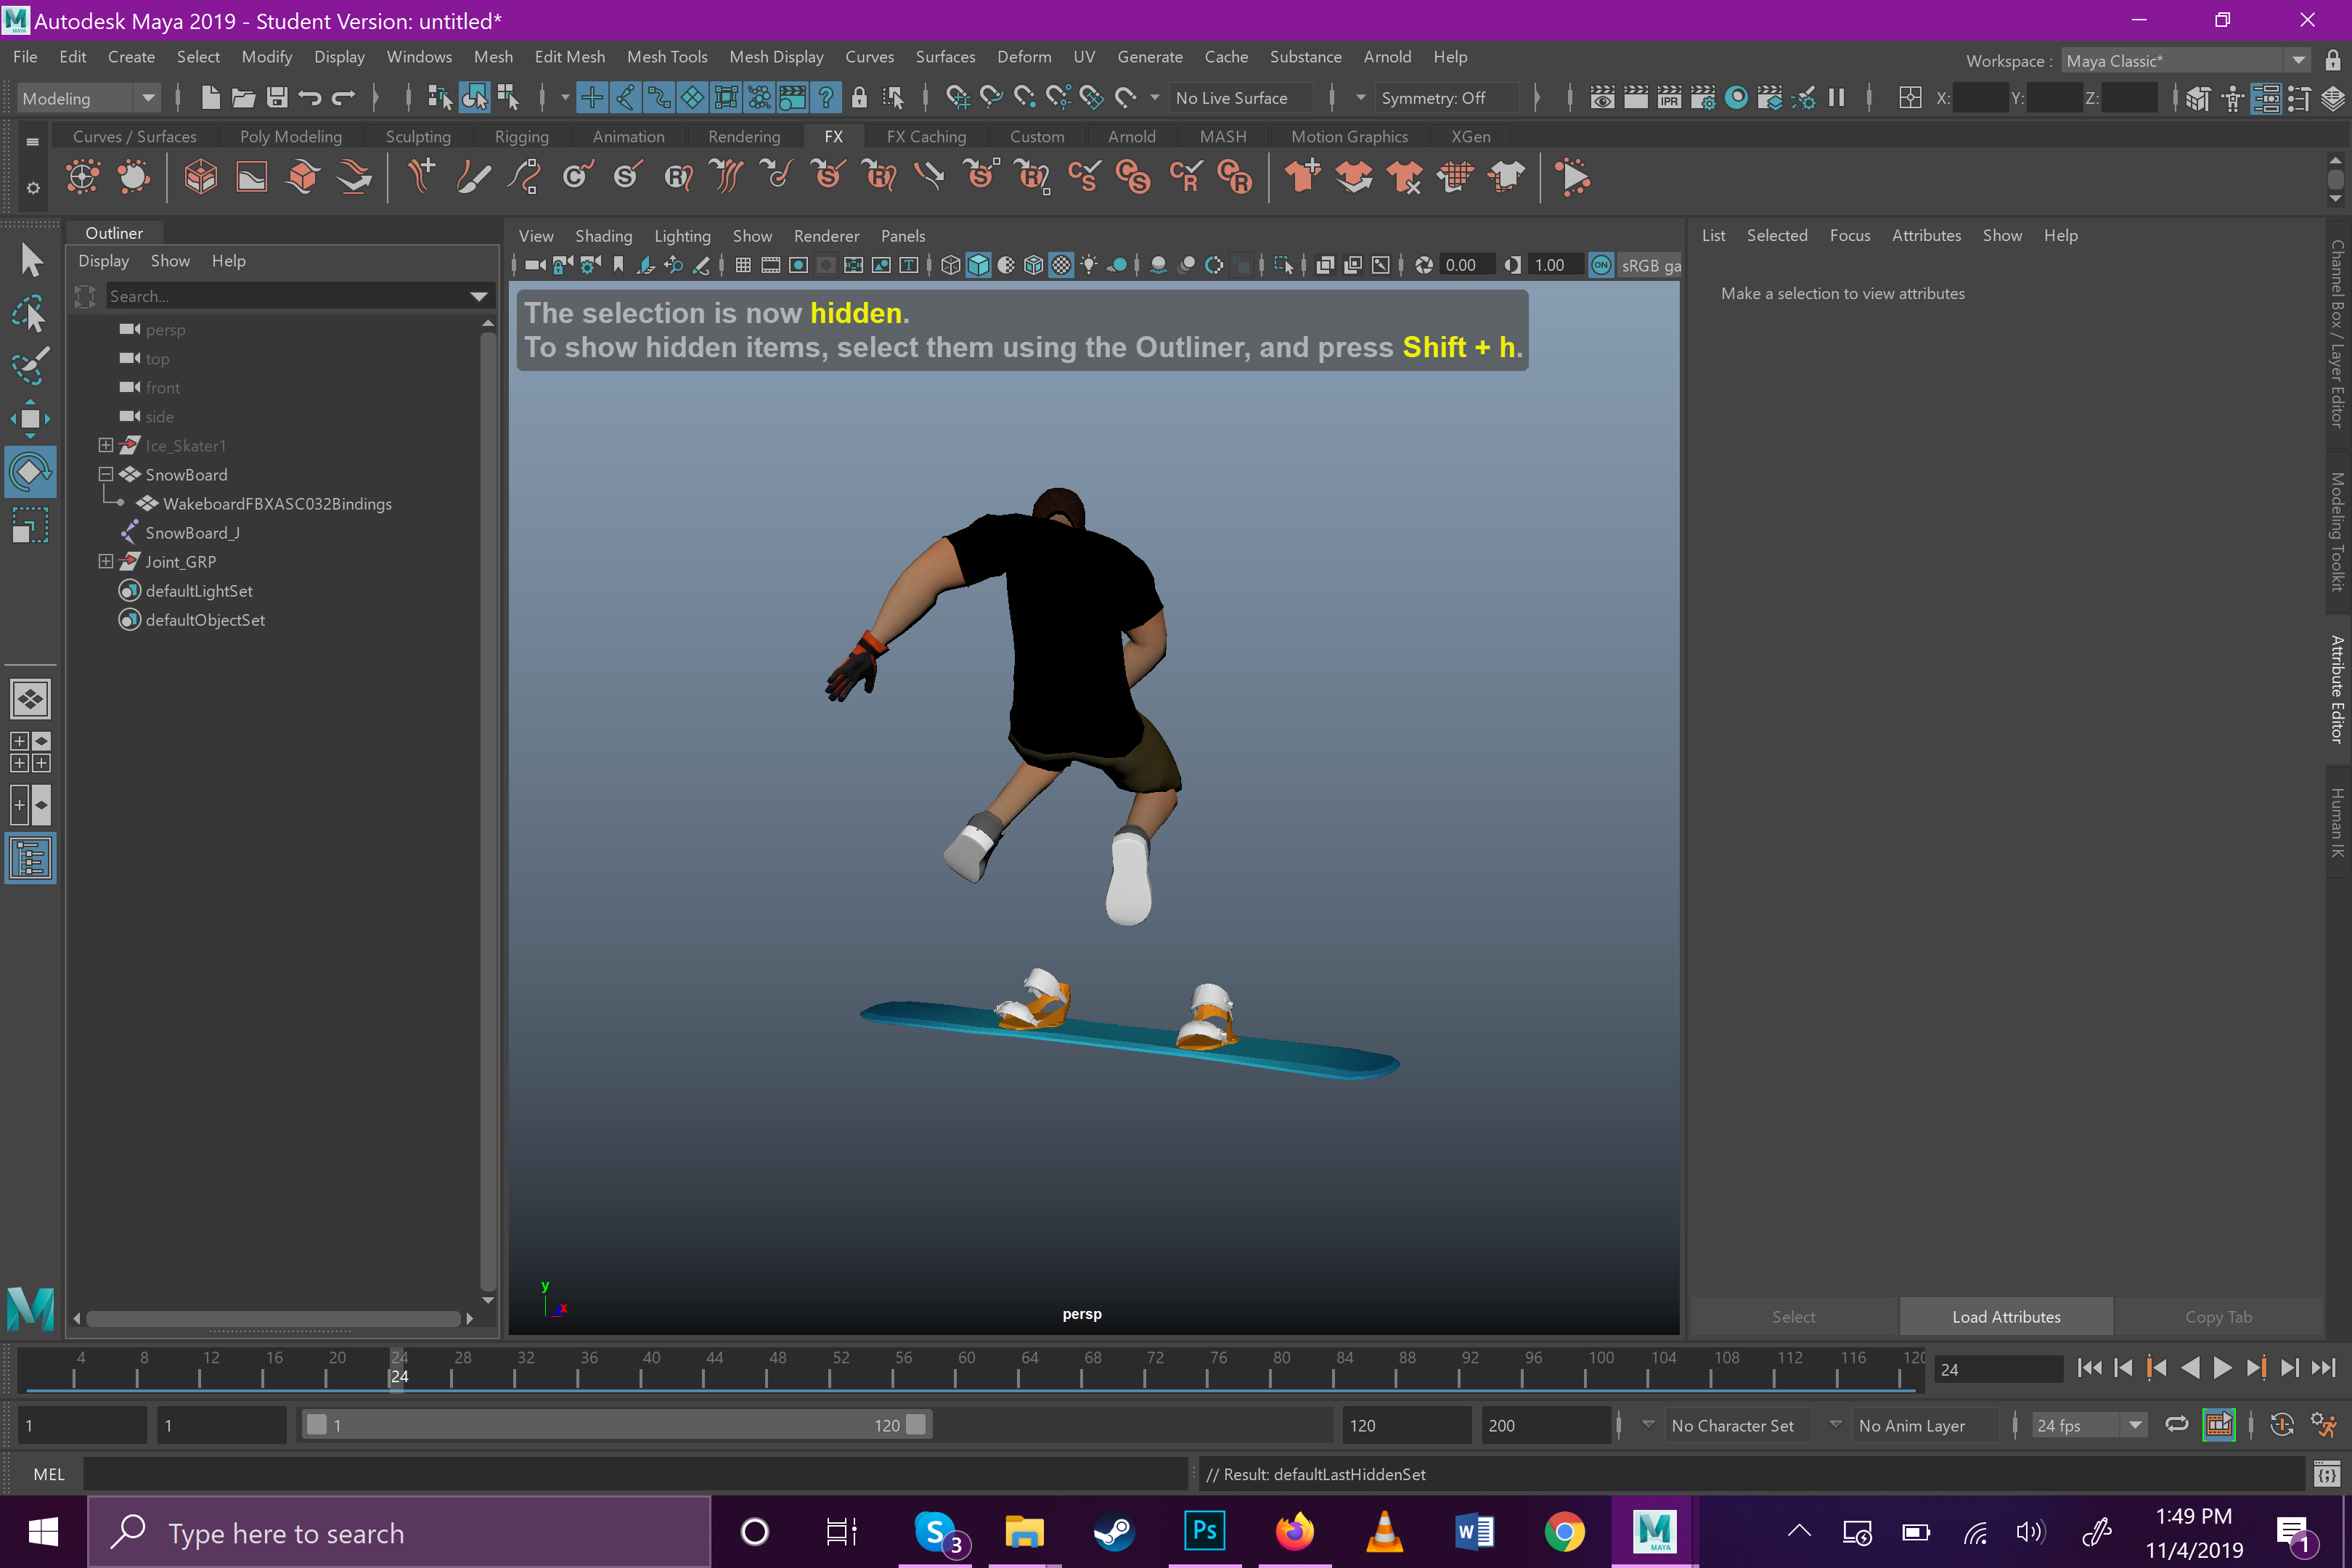 Autodesk Maya 2019 - Student Version: untitled*
File Edit Create Select Modify Display Windows Mesh Edit Mesh Mesh Tools Mesh Display Curves Surfaces Deform UV Generate Cache Substance Arnold Help Workspace : Maya Classic*
Modeling No Live Surface Symmetry: Off IPR X: Y: Z:
Curves / Surfaces Poly Modeling Sculpting Rigging Animation Rendering FX FX Caching Custom Arnold MASH Motion Graphics XGen
Outliner
Display Show Help
Search...
persp
top
front
side
Ice_Skater1
SnowBoard
WakeboardFBXASC032Bindings
SnowBoard_J
Joint_GRP
defaultLightSet
defaultObjectSet
View Shading Lighting Show Renderer Panels
0.00 1.00 ON sRGB ga
The selection is now hidden.
To show hidden items, select them using the Outliner, and press Shift + h.
y
x
persp
List Selected Focus Attributes Show Help
Make a selection to view attributes
Select Load Attributes Copy Tab
Channel Box / Layer Editor
Modeling Toolkit
Attribute Editor
Human IK
4 8 12 16 20 24 28 32 36 40 44 48 52 56 60 64 68 72 76 80 84 88 92 96 100 104 108 112 116 120
24 24
1 1 1 120 120 200 No Character Set No Anim Layer 24 fps
MEL // Result: defaultLastHiddenSet
Type here to search S 3 Ps W M MAYA 1:49 PM 1
11/4/2019